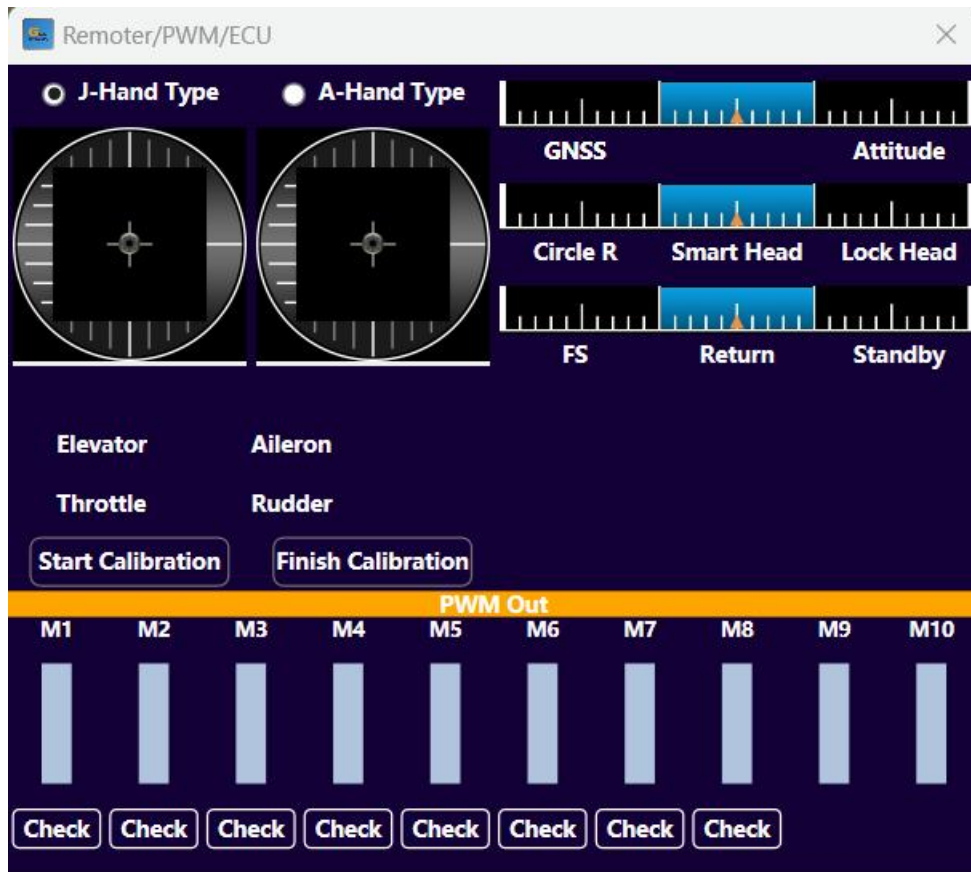 Remoter/PWM/ECU
J-Hand Type A-Hand Type
GNSS Attitude
Circle R Smart Head Lock Head
FS Return Standby
Elevator Aileron
Throttle Rudder
Start Calibration Finish Calibration
PWM Out
M1 M2 M3 M4 M5 M6 M7 M8 M9 M10
Check Check Check Check Check Check Check Check